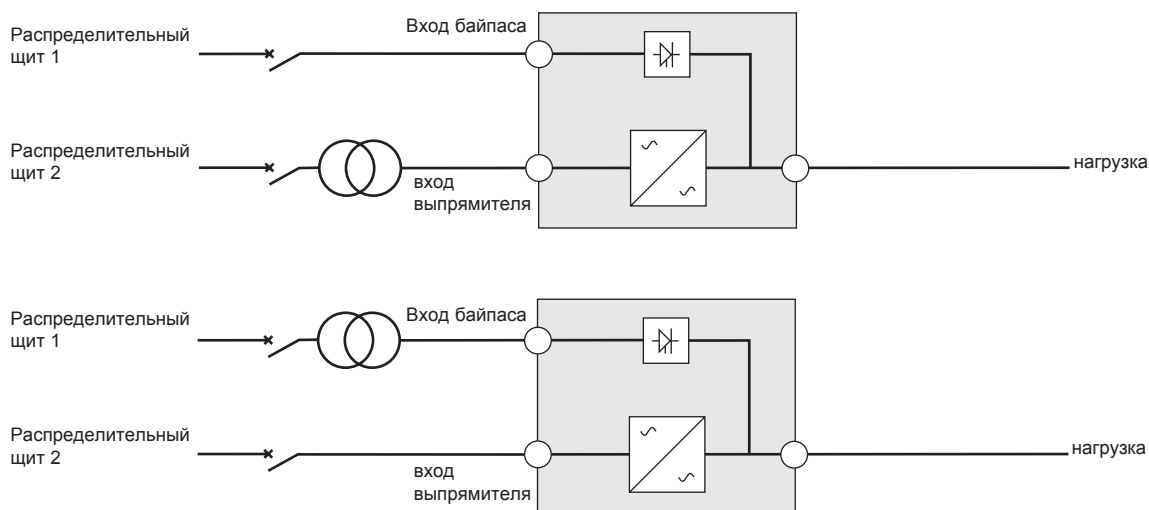 Распределительный
щит 1
Вход байпаса
Распределительный
щит 2
вход
выпрямителя
нагрузка
Распределительный
щит 1
Вход байпаса
Распределительный
щит 2
вход
выпрямителя
нагрузка